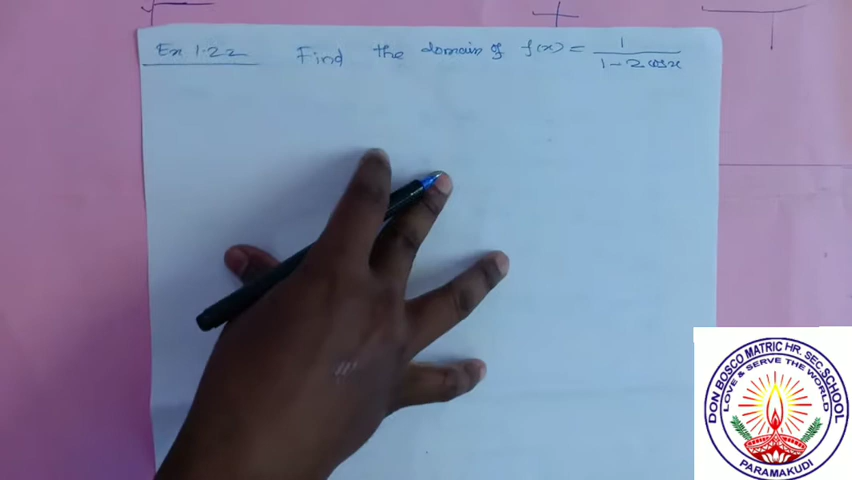 Ex 1.22 Find the domain of f(x) = 1 / (1 - 2 cos x)
DON BOSCO MATRIC HR. SEC. SCHOOL
LOVE & SERVE THE WORLD
PARAMAKUDI